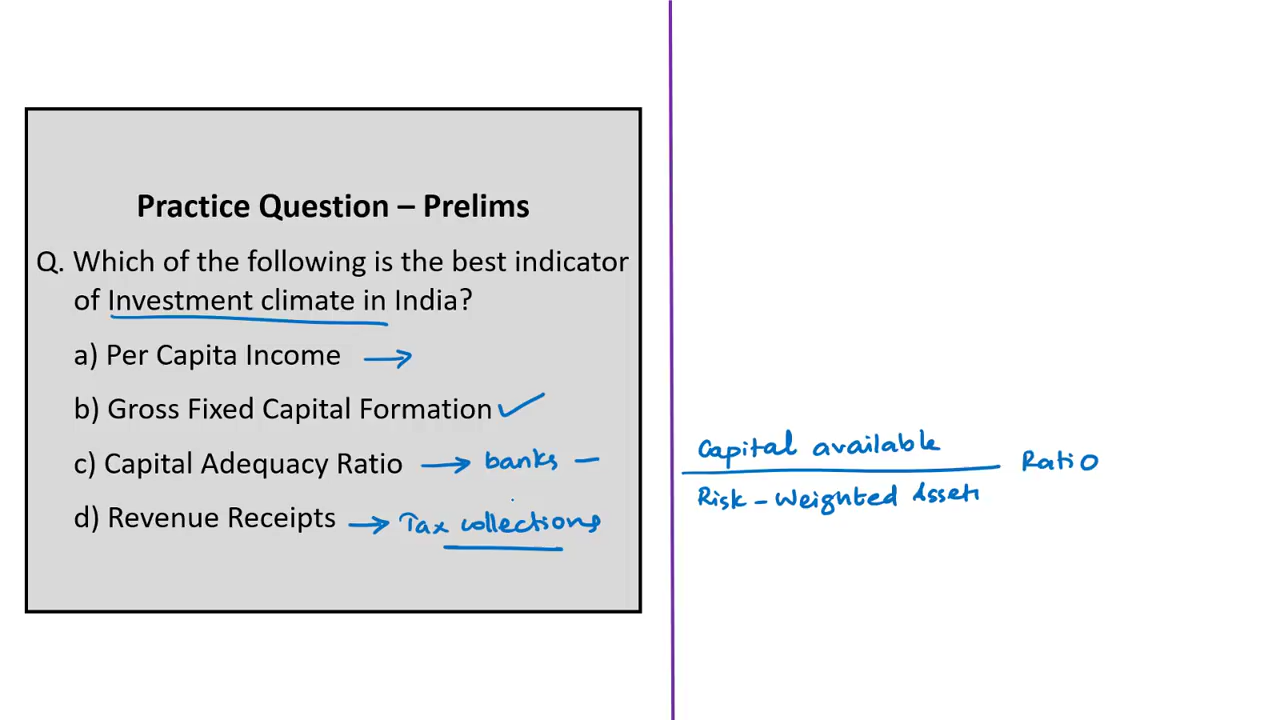 Practice Question – Prelims
Q. Which of the following is the best indicator
of Investment climate in India?
a) Per Capita Income →
b) Gross Fixed Capital Formation ✓
c) Capital Adequacy Ratio → banks –
d) Revenue Receipts → Tax collections
Capital available
Risk - Weighted Assets
Ratio